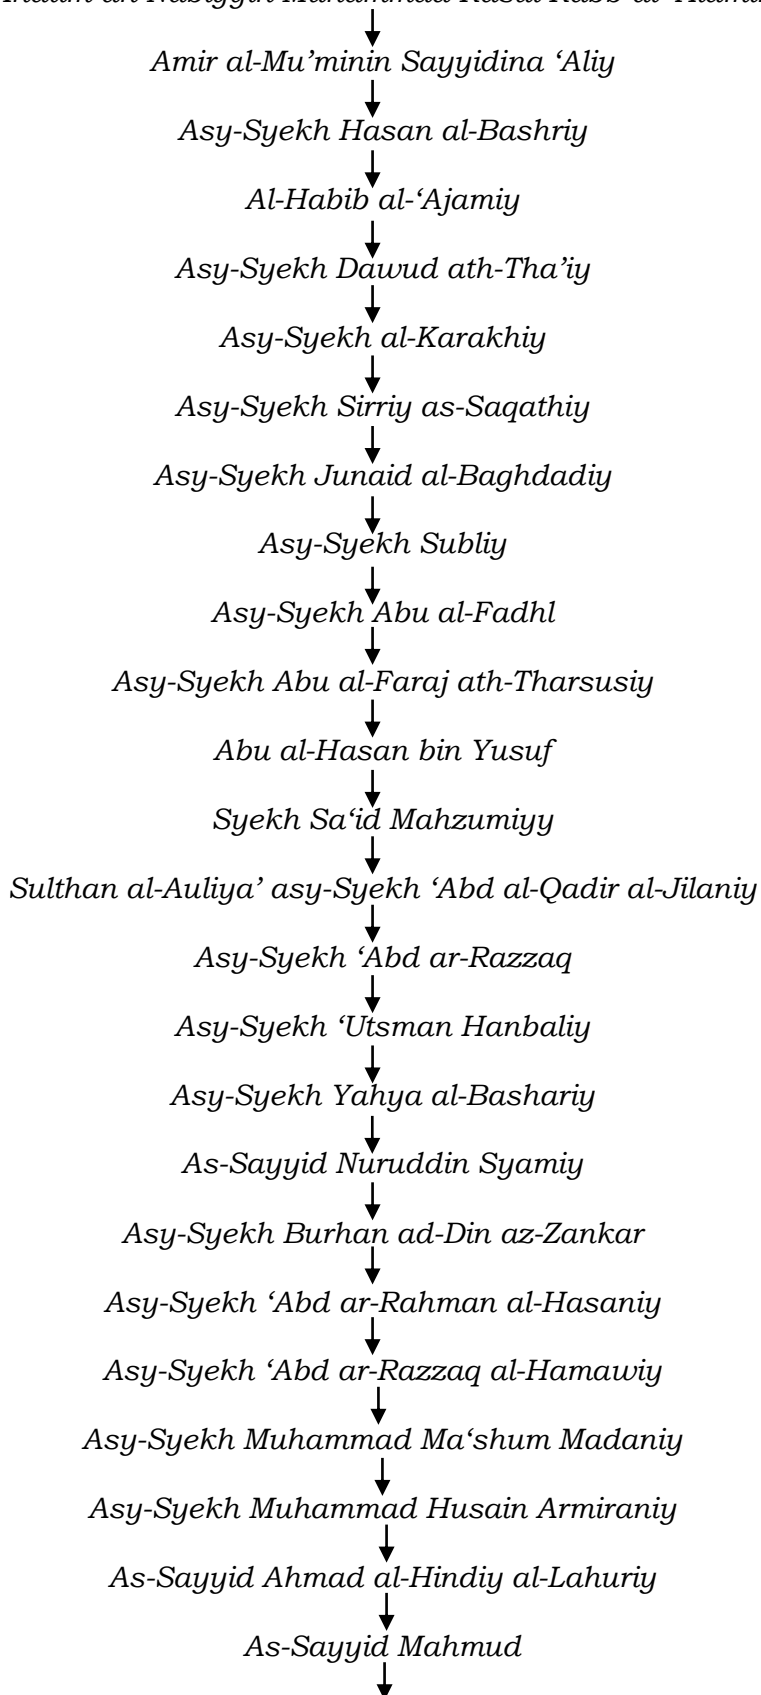 an-Nabiyyin Muhammad Rasul Rabb al-
Amir al-Mu’minin Sayyidina ‘Aliy
Asy-Syekh Hasan al-Bashriy
Al-Habib al-‘Ajamiy
Asy-Syekh Dawud ath-Tha’iy
Asy-Syekh al-Karakhiy
Asy-Syekh Sirriy as-Saqathiy
Asy-Syekh Junaid al-Baghdadiy
Asy-Syekh Subliy
Asy-Syekh Abu al-Fadhl
Asy-Syekh Abu al-Faraj ath-Tharsusiy
Abu al-Hasan bin Yusuf
Syekh Sa‘id Mahzumiyy
Sulthan al-Auliya’ asy-Syekh ‘Abd al-Qadir al-Jilaniy
Asy-Syekh ‘Abd ar-Razzaq
Asy-Syekh ‘Utsman Hanbaliy
Asy-Syekh Yahya al-Bashariy
As-Sayyid Nuruddin Syamiy
Asy-Syekh Burhan ad-Din az-Zankar
Asy-Syekh ‘Abd ar-Rahman al-Hasaniy
Asy-Syekh ‘Abd ar-Razzaq al-Hamawiy
Asy-Syekh Muhammad Ma‘shum Madaniy
Asy-Syekh Muhammad Husain Armiraniy
As-Sayyid Ahmad al-Hindiy al-Lahuriy
As-Sayyid Mahmud